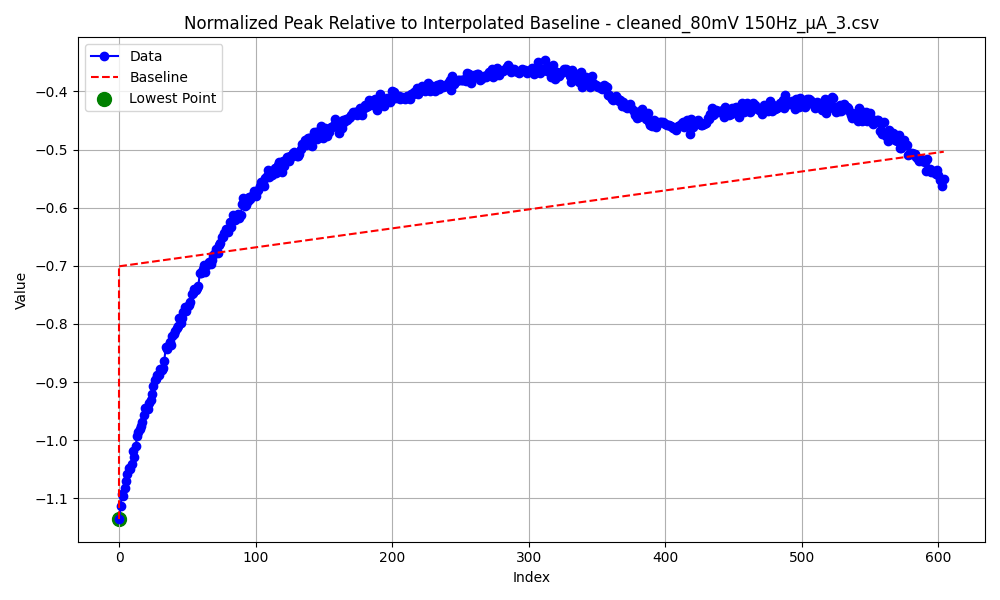 Normalized Peak Relative to Interpolated Baseline - cleaned_80mV 150Hz_μA_3.csv
Data
Baseline
Lowest Point
−0.4
−0.5
−0.6
−0.7
−0.8
−0.9
−1.0
−1.1
Value
0 100 200 300 400 500 600
Index